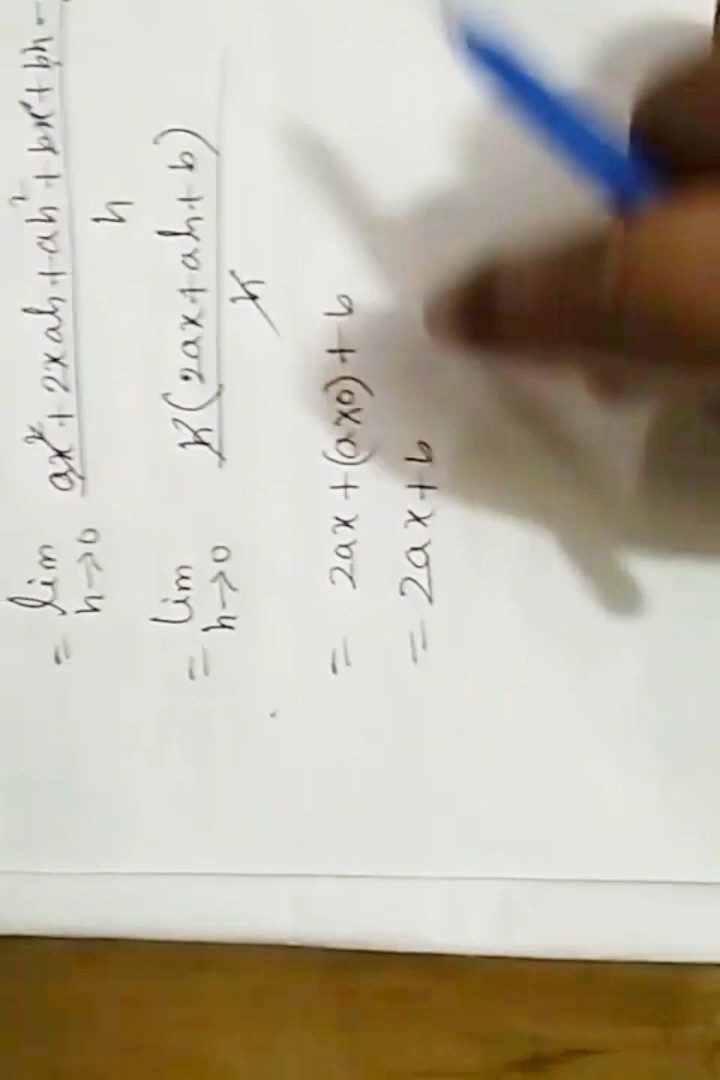 = lim h→0 ax² + 2xah + ah² + bx + bh - / h
= lim h→0 h(2ax + ah + b) / h
= 2ax + (a×0) + b
= 2ax + b